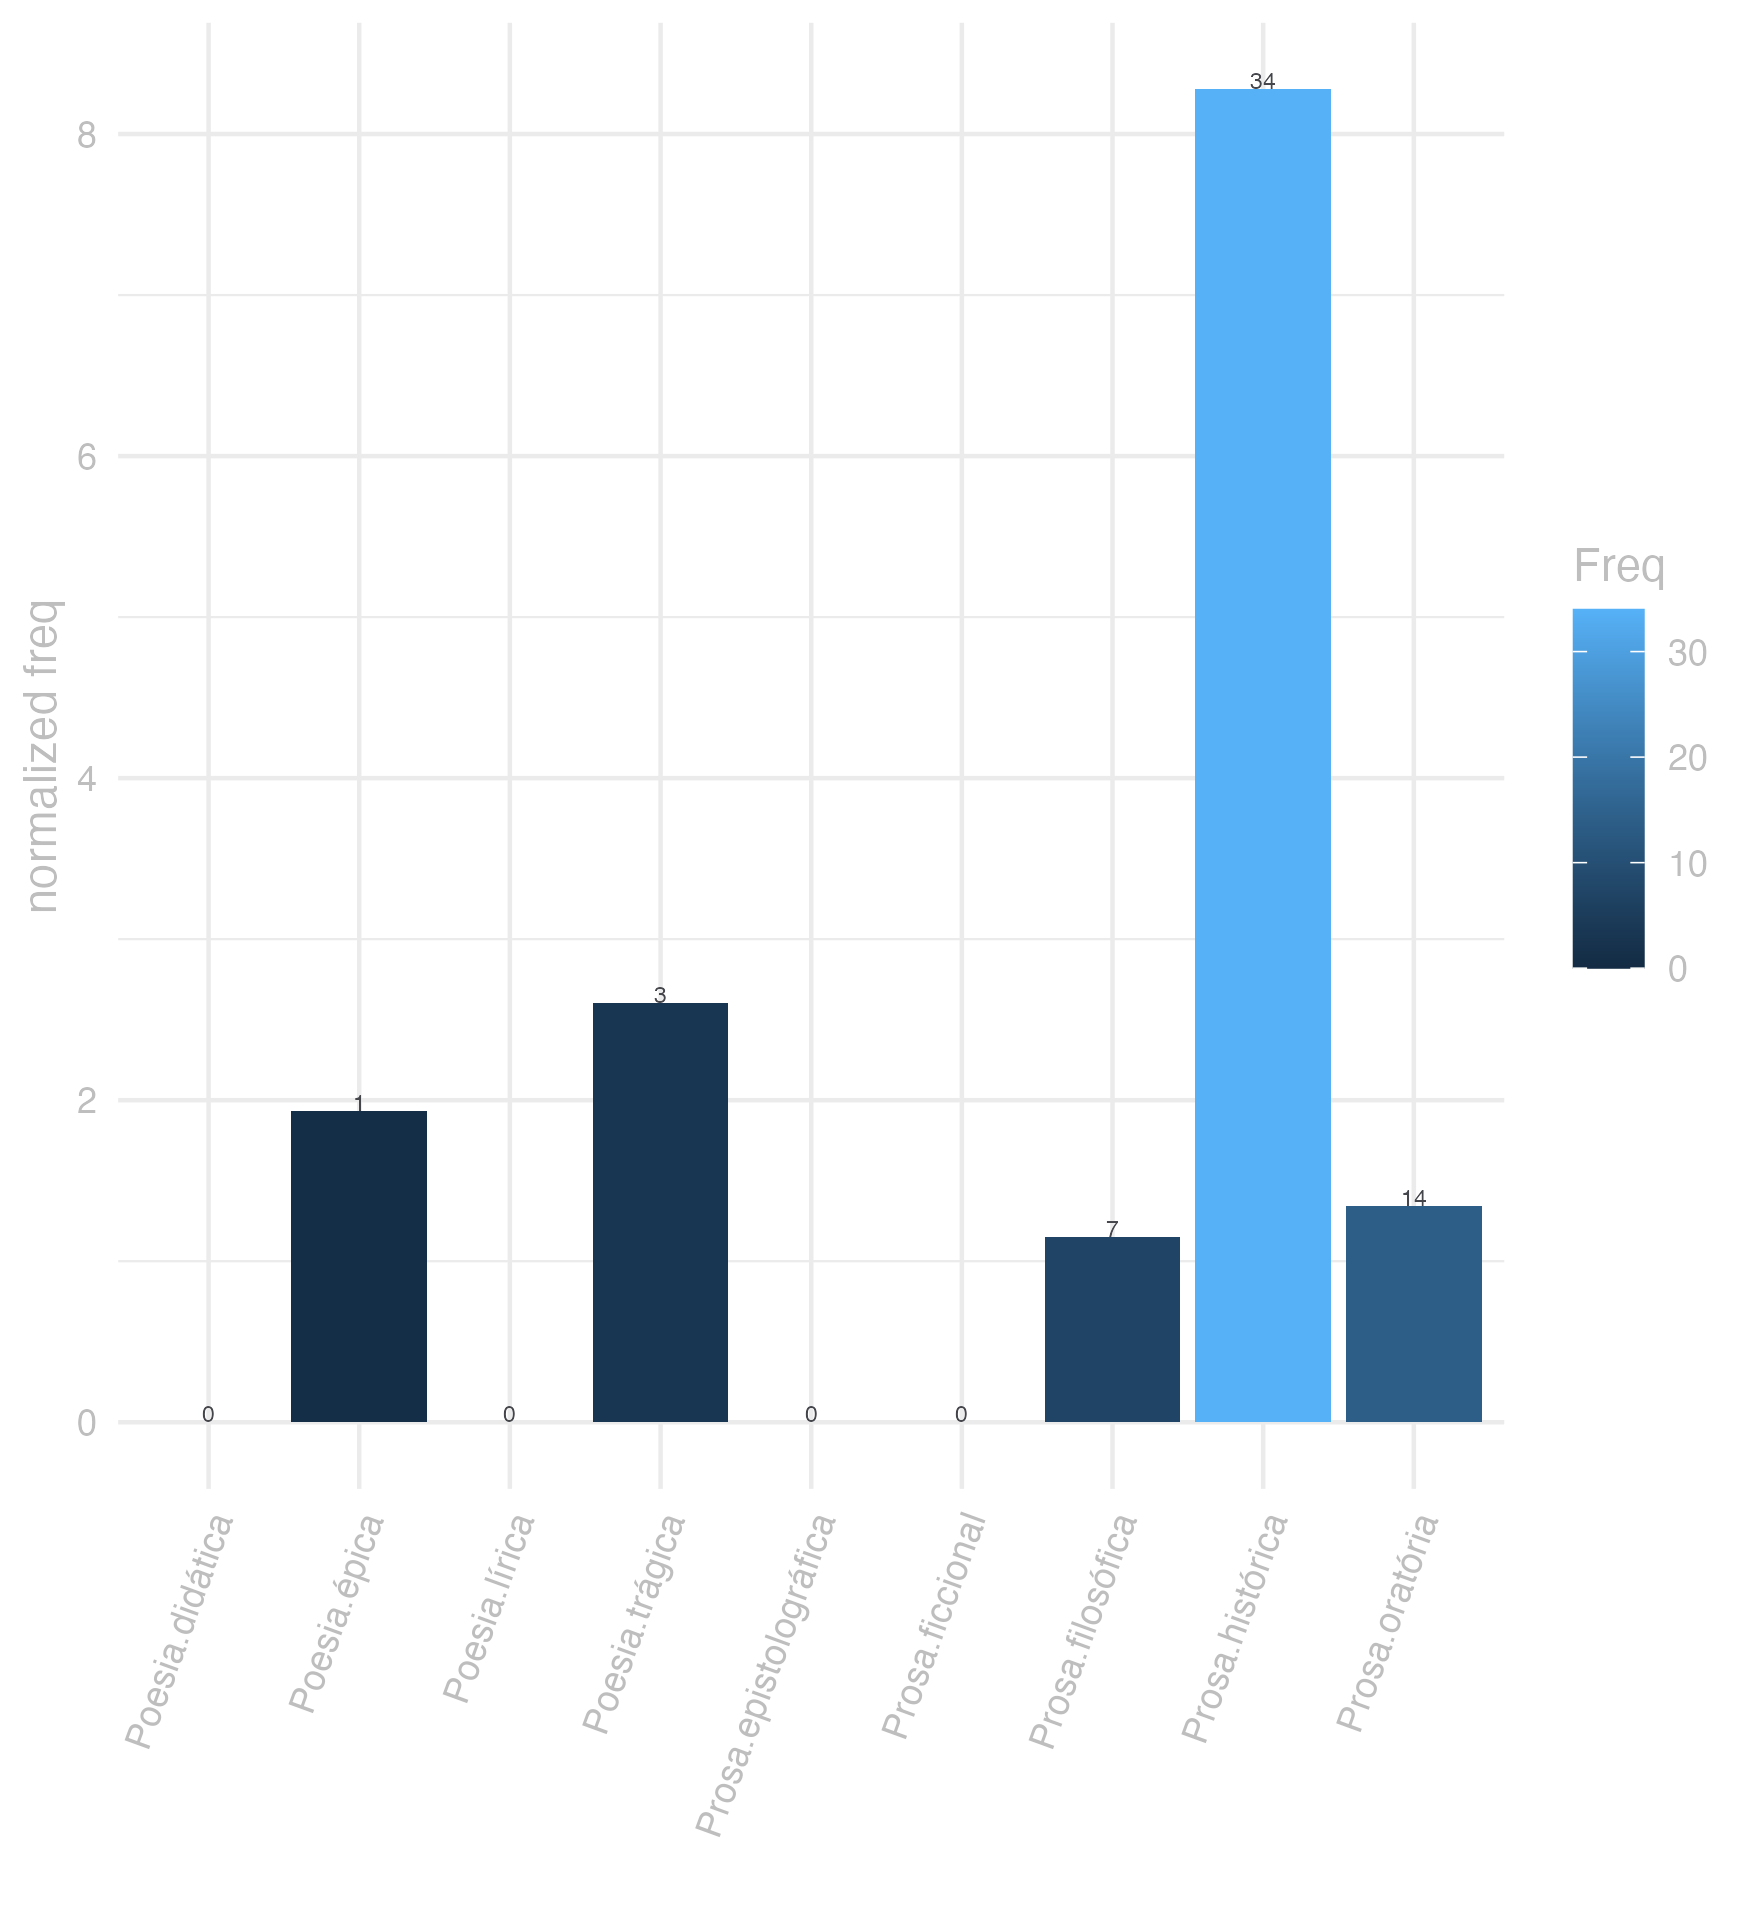 34
8
6
4
2
0
normalized freq
3
1
14
7
0
0
0
0
Freq
30
20
10
0
Poesia.didática
Poesia.épica
Poesia.lírica
Poesia.trágica
Prosa.epistolográfica
Prosa.ficcional
Prosa.filosófica
Prosa.histórica
Prosa.oratória